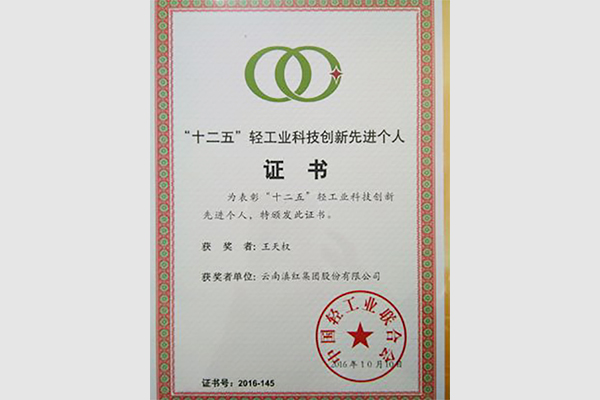 “十二五”轻工业科技创新先进个人
证 书
为表彰“十二五”轻工业科技创新
先进个人，特颁发此证书。
获 奖 者：王天权
获奖者单位：云南滇红集团股份有限公司
中国轻工业联合会
2016年10月10日
证书号：2016-145